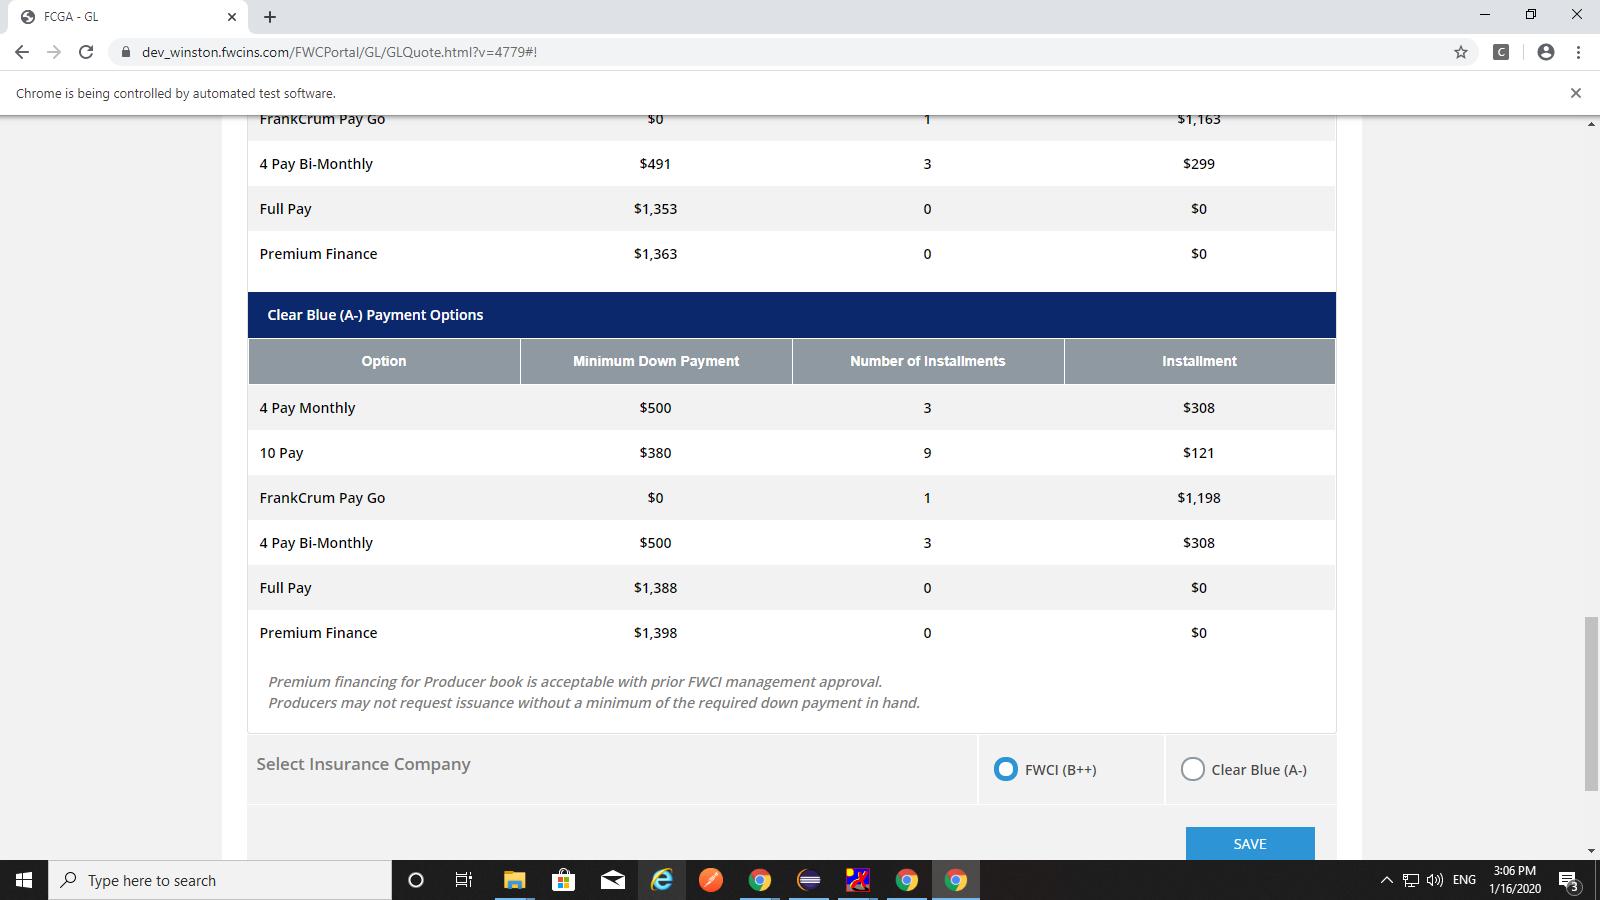 FCGA - GL
dev_winston.fwcins.com/FWCPortal/GL/GLQuote.html?v=4779#!
C
Chrome is being controlled by automated test software.
FrankCrum Pay Go $0 1 $1,163
4 Pay Bi-Monthly $491 3 $299
Full Pay $1,353 0 $0
Premium Finance $1,363 0 $0
Clear Blue (A-) Payment Options
Option Minimum Down Payment Number of Installments Installment
4 Pay Monthly $500 3 $308
10 Pay $380 9 $121
FrankCrum Pay Go $0 1 $1,198
4 Pay Bi-Monthly $500 3 $308
Full Pay $1,388 0 $0
Premium Finance $1,398 0 $0
Premium financing for Producer book is acceptable with prior FWCI management approval.
Producers may not request issuance without a minimum of the required down payment in hand.
Select Insurance Company FWCI (B++) Clear Blue (A-)
SAVE
Type here to search
ENG
3:06 PM
1/16/2020
3